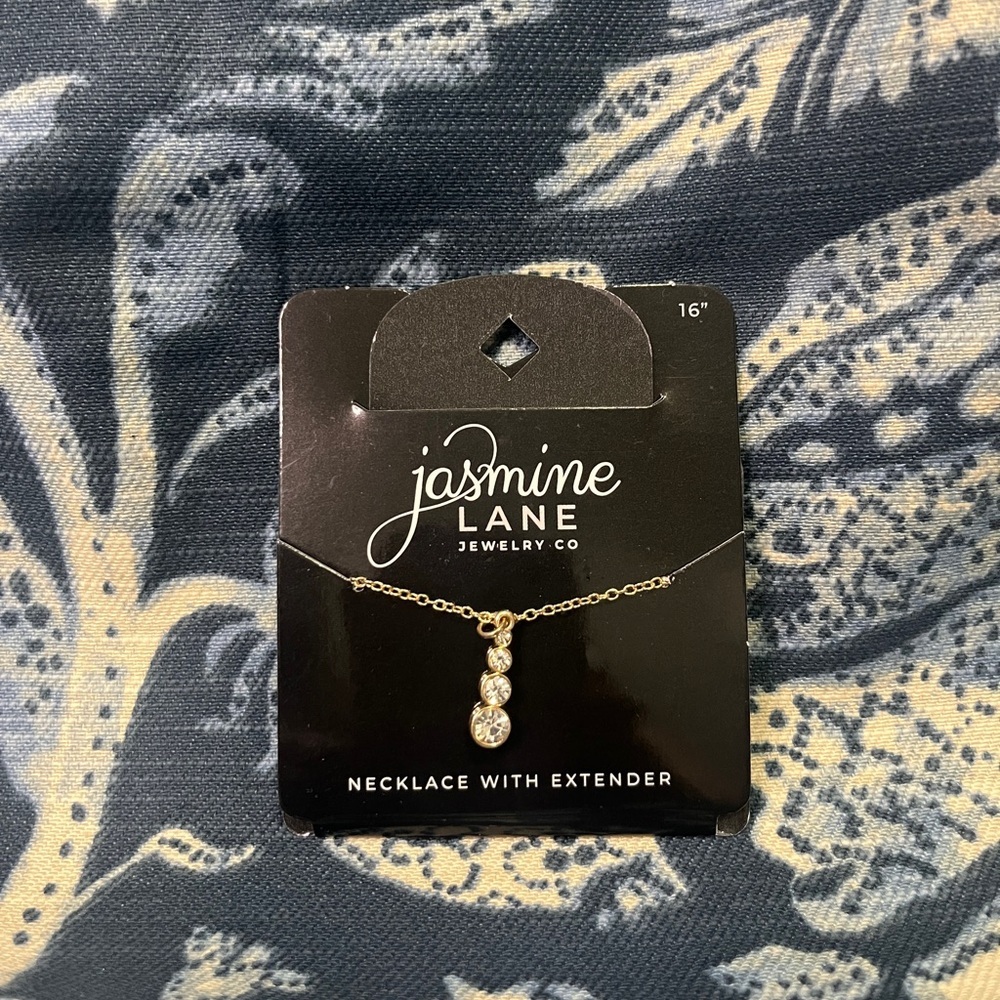 16”
jasmine
LANE
JEWELRY CO
NECKLACE WITH EXTENDER